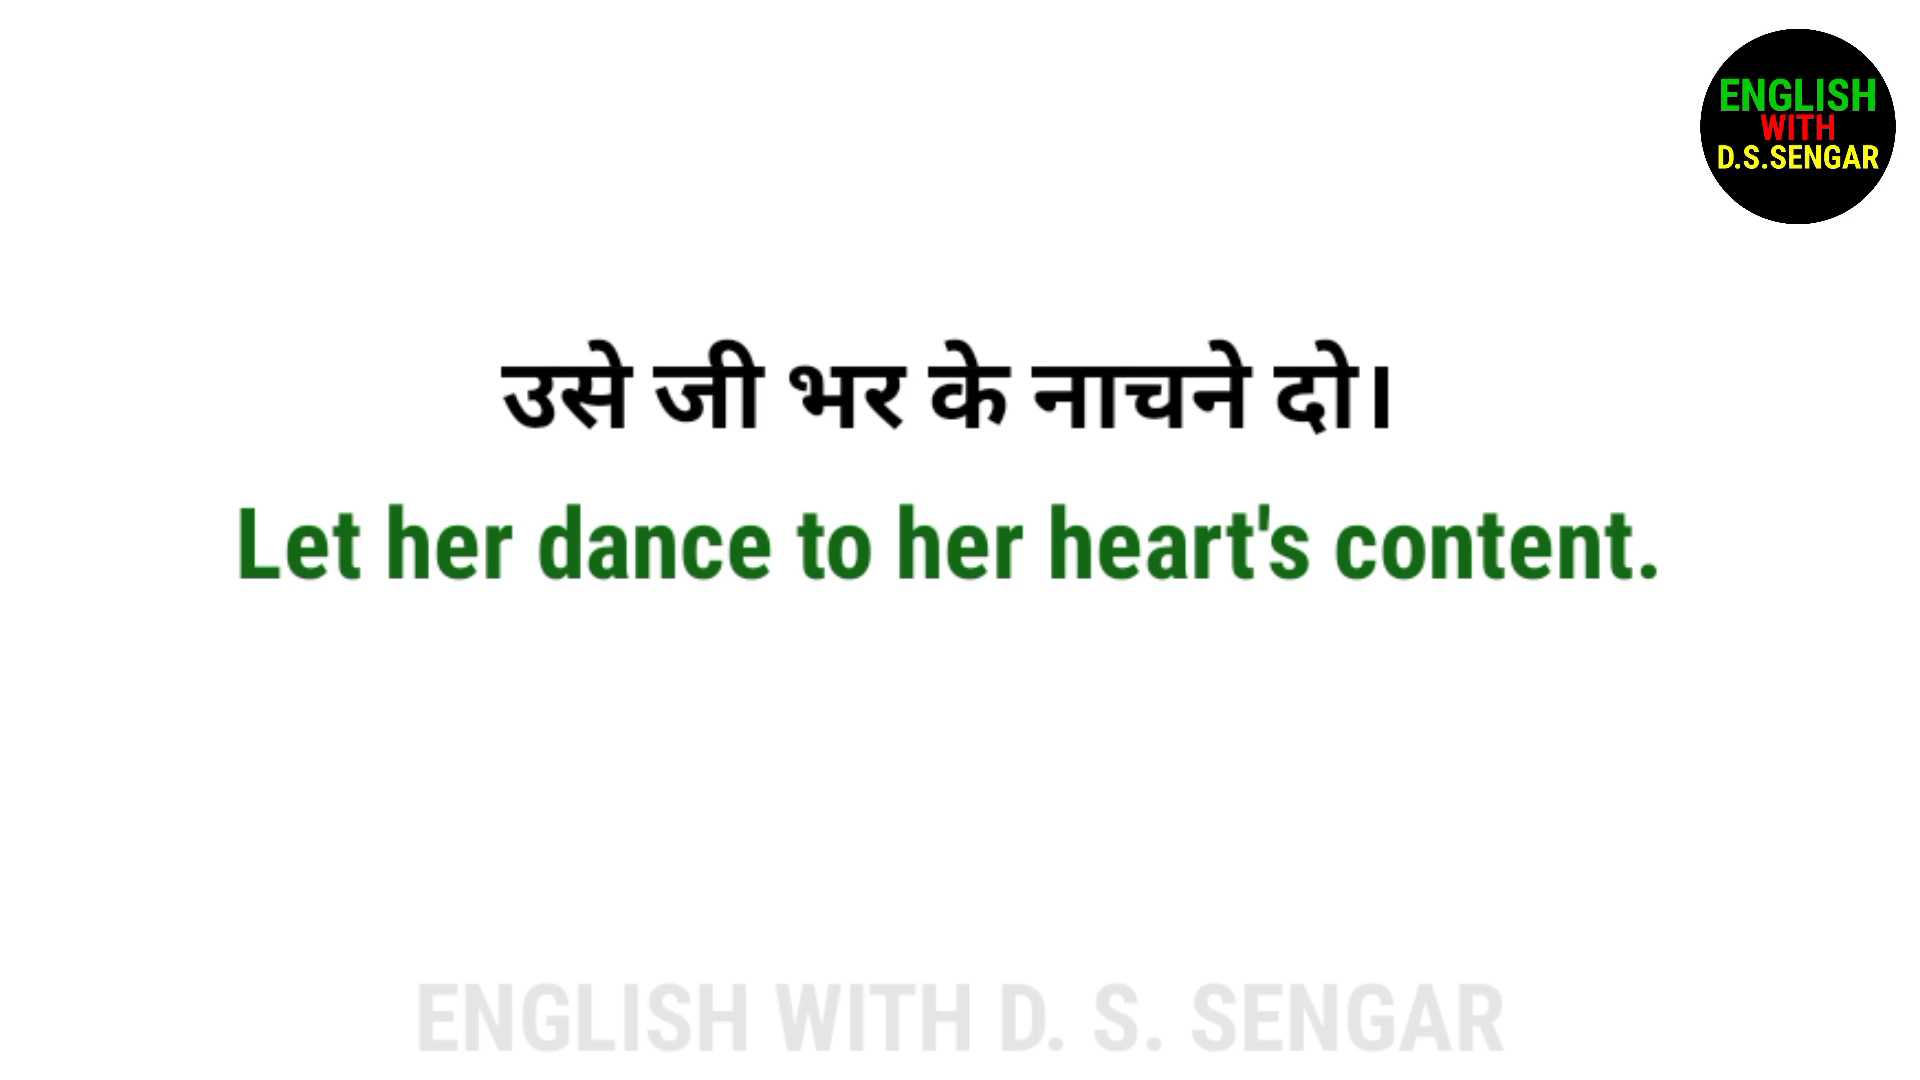 ENGLISH
WITH
D.S.SENGAR
उसे जी भर के नाचने दो।
Let her dance to her heart's content.
ENGLISH WITH D. S. SENGAR